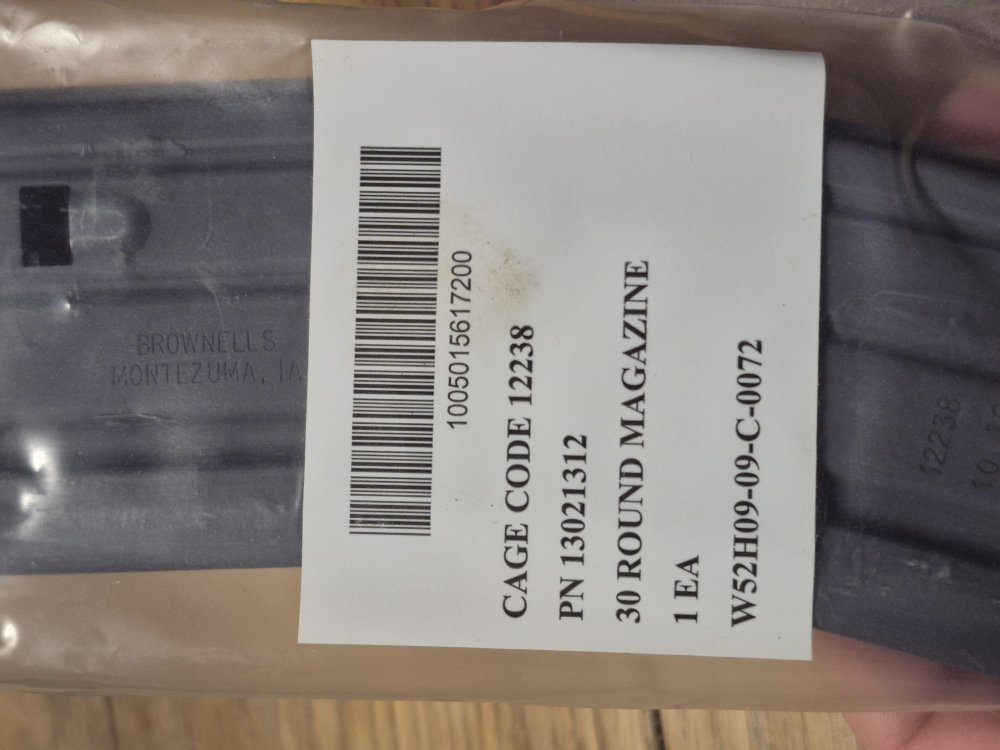 BROWNELLS
MONTEZUMA, IA
1005015617200
CAGE CODE 12238
PN 13021312
30 ROUND MAGAZINE
1 EA
W52H09-09-C-0072
12238